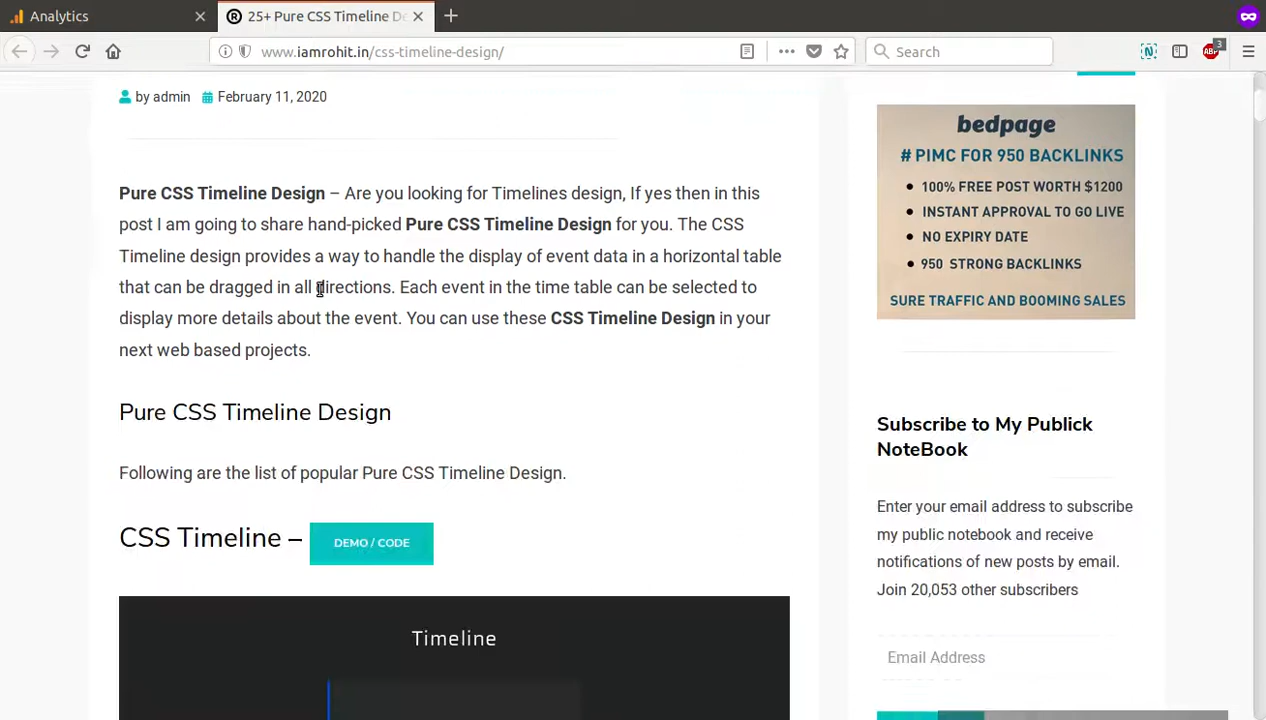 Analytics
25+ Pure CSS Timeline De
www.iamrohit.in/css-timeline-design/
Search
ABP
3
by admin
February 11, 2020
Pure CSS Timeline Design – Are you looking for Timelines design, If yes then in this
post I am going to share hand-picked Pure CSS Timeline Design for you. The CSS
Timeline design provides a way to handle the display of event data in a horizontal table
that can be dragged in all directions. Each event in the time table can be selected to
display more details about the event. You can use these CSS Timeline Design in your
next web based projects.
Pure CSS Timeline Design
Following are the list of popular Pure CSS Timeline Design.
CSS Timeline –
DEMO / CODE
Timeline
bedpage
# PIMC FOR 950 BACKLINKS
• 100% FREE POST WORTH $1200
• INSTANT APPROVAL TO GO LIVE
• NO EXPIRY DATE
• 950 STRONG BACKLINKS
SURE TRAFFIC AND BOOMING SALES
Subscribe to My Publick
NoteBook
Enter your email address to subscribe
my public notebook and receive
notifications of new posts by email.
Join 20,053 other subscribers
Email Address